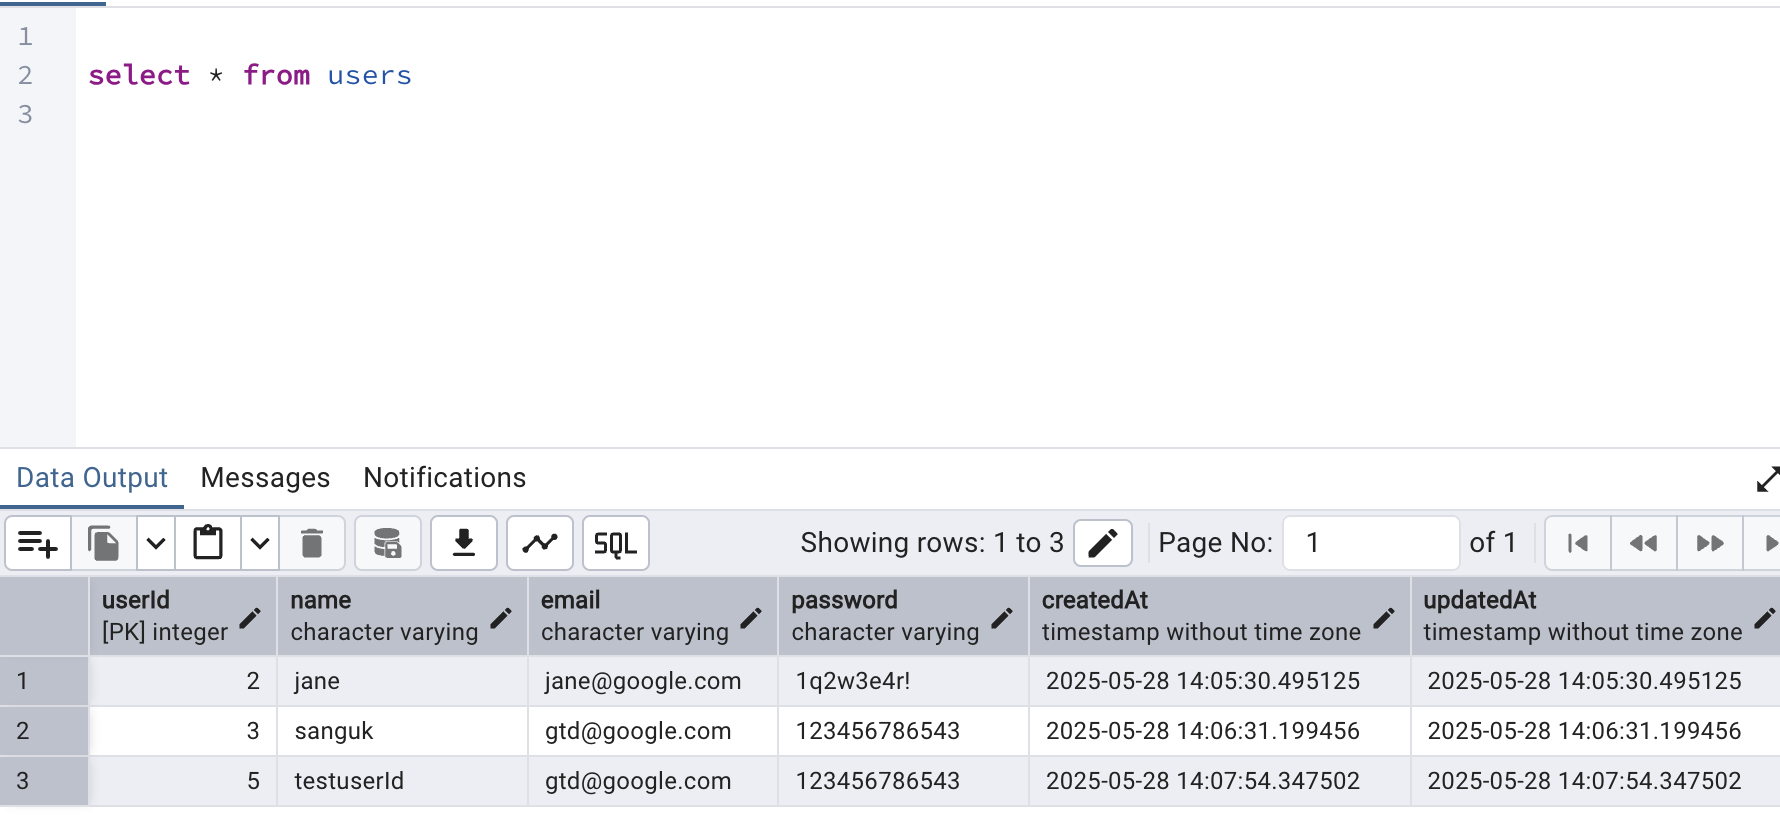 1
2 select * from users
3
Data Output Messages Notifications
SQL Showing rows: 1 to 3 Page No: 1 of 1
userId name email password createdAt updatedAt
[PK] integer character varying character varying character varying timestamp without time zone timestamp without time zone
1 2 jane jane@google.com 1q2w3e4r! 2025-05-28 14:05:30.495125 2025-05-28 14:05:30.495125
2 3 sanguk gtd@google.com 123456786543 2025-05-28 14:06:31.199456 2025-05-28 14:06:31.199456
3 5 testuserId gtd@google.com 123456786543 2025-05-28 14:07:54.347502 2025-05-28 14:07:54.347502